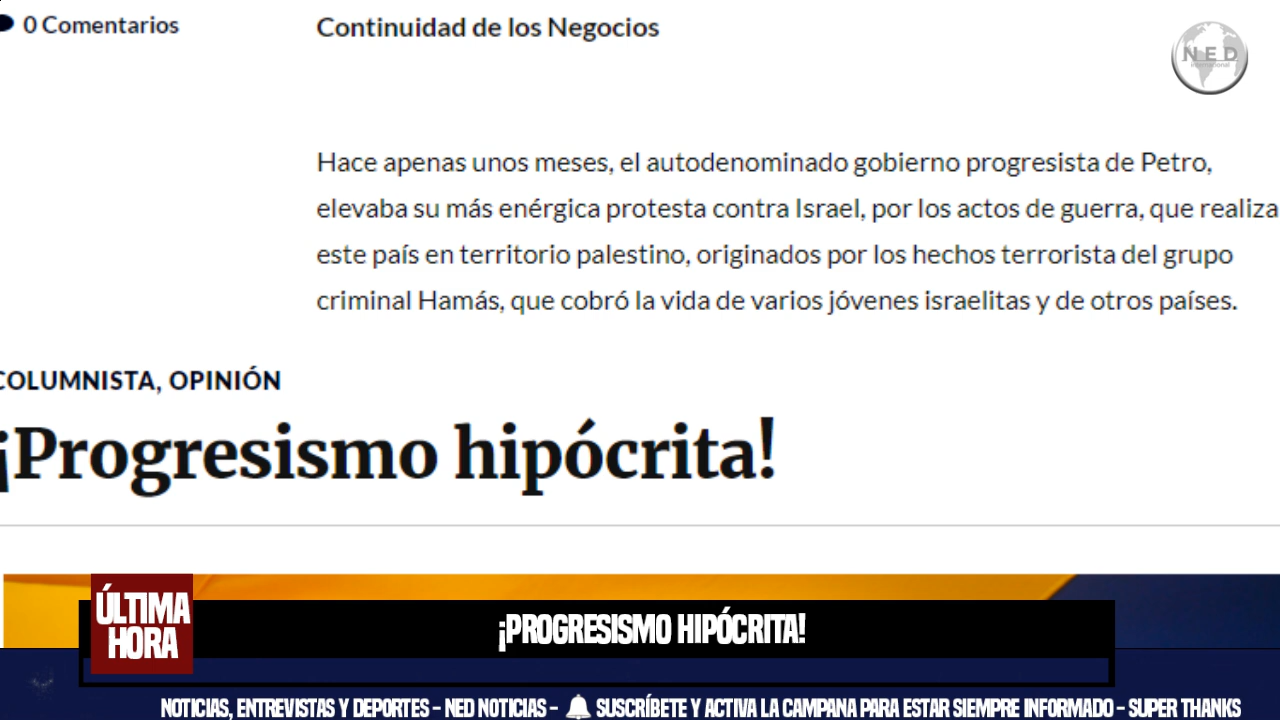 0 Comentarios
Continuidad de los Negocios
NED
international
Hace apenas unos meses, el autodenominado gobierno progresista de Petro,
elevaba su más enérgica protesta contra Israel, por los actos de guerra, que realiza
este país en territorio palestino, originados por los hechos terrorista del grupo
criminal Hamás, que cobró la vida de varios jóvenes israelitas y de otros países.
COLUMNISTA, OPINIÓN
¡Progresismo hipócrita!
ÚLTIMA
HORA
¡PROGRESISMO HIPÓCRITA!
NOTICIAS, ENTREVISTAS Y DEPORTES - NED NOTICIAS - 🔔 SUSCRÍBETE Y ACTIVA LA CAMPANA PARA ESTAR SIEMPRE INFORMADO - SUPER THANKS